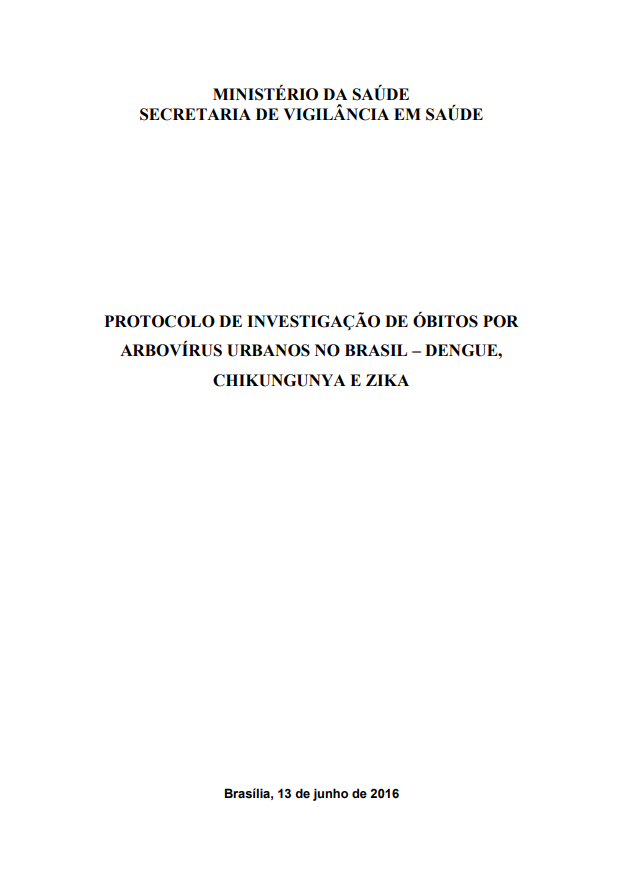 MINISTÉRIO DA SAÚDE
SECRETARIA DE VIGILÂNCIA EM SAÚDE
PROTOCOLO DE INVESTIGAÇÃO DE ÓBITOS POR
ARBOVÍRUS URBANOS NO BRASIL – DENGUE,
CHIKUNGUNYA E ZIKA
Brasília, 13 de junho de 2016